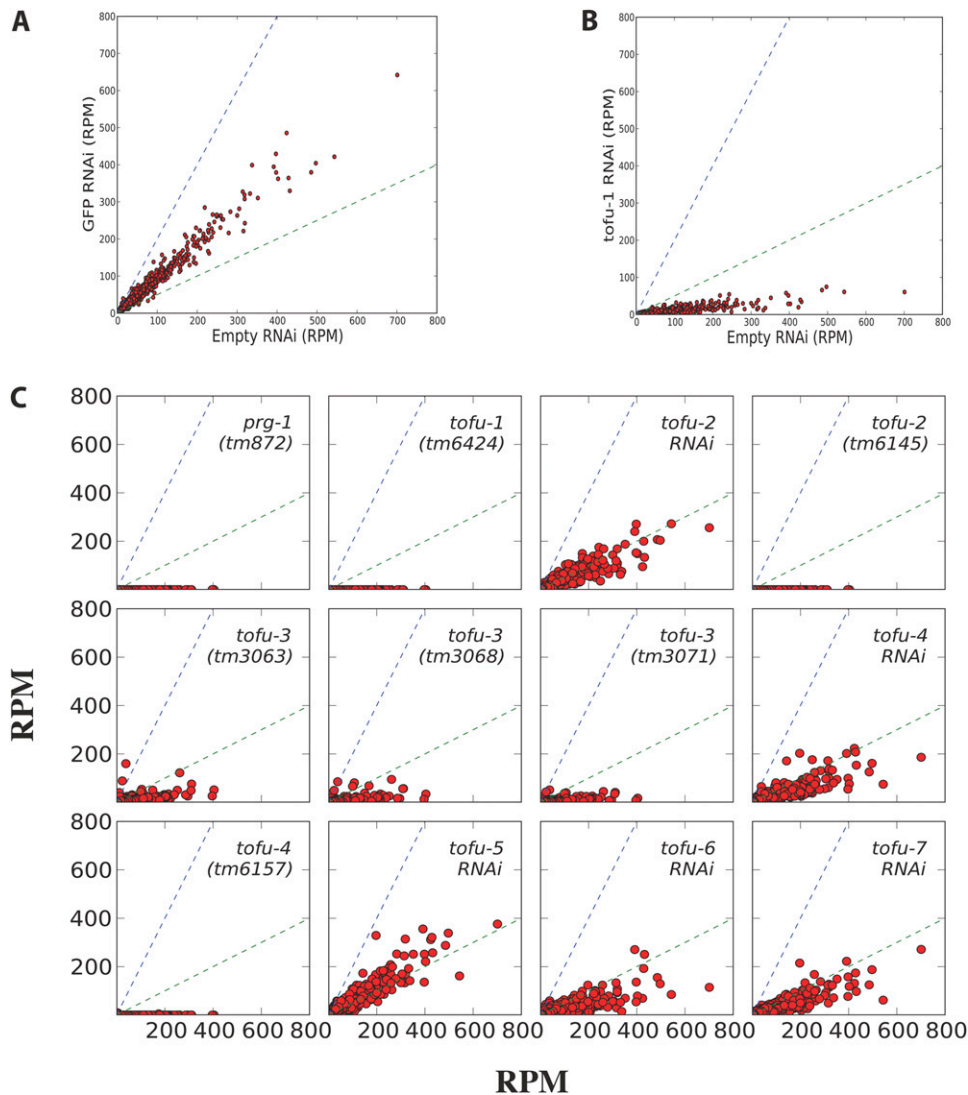 A
800
700
600
500
400
300
200
100
0
GFP RNAi (RPM)
0 100 200 300 400 500 600 700 800
Empty RNAi (RPM)
B
800
700
600
500
400
300
200
100
0
tofu-1 RNAi (RPM)
0 100 200 300 400 500 600 700 800
Empty RNAi (RPM)
C
RPM
800
600
400
200
prg-1
(tm872)
tofu-1
(tm6424)
tofu-2
RNAi
tofu-2
(tm6145)
800
600
400
200
tofu-3
(tm3063)
tofu-3
(tm3068)
tofu-3
(tm3071)
tofu-4
RNAi
800
600
400
200
tofu-4
(tm6157)
tofu-5
RNAi
tofu-6
RNAi
tofu-7
RNAi
200 400 600 800 200 400 600 800 200 400 600 800 200 400 600 800
RPM